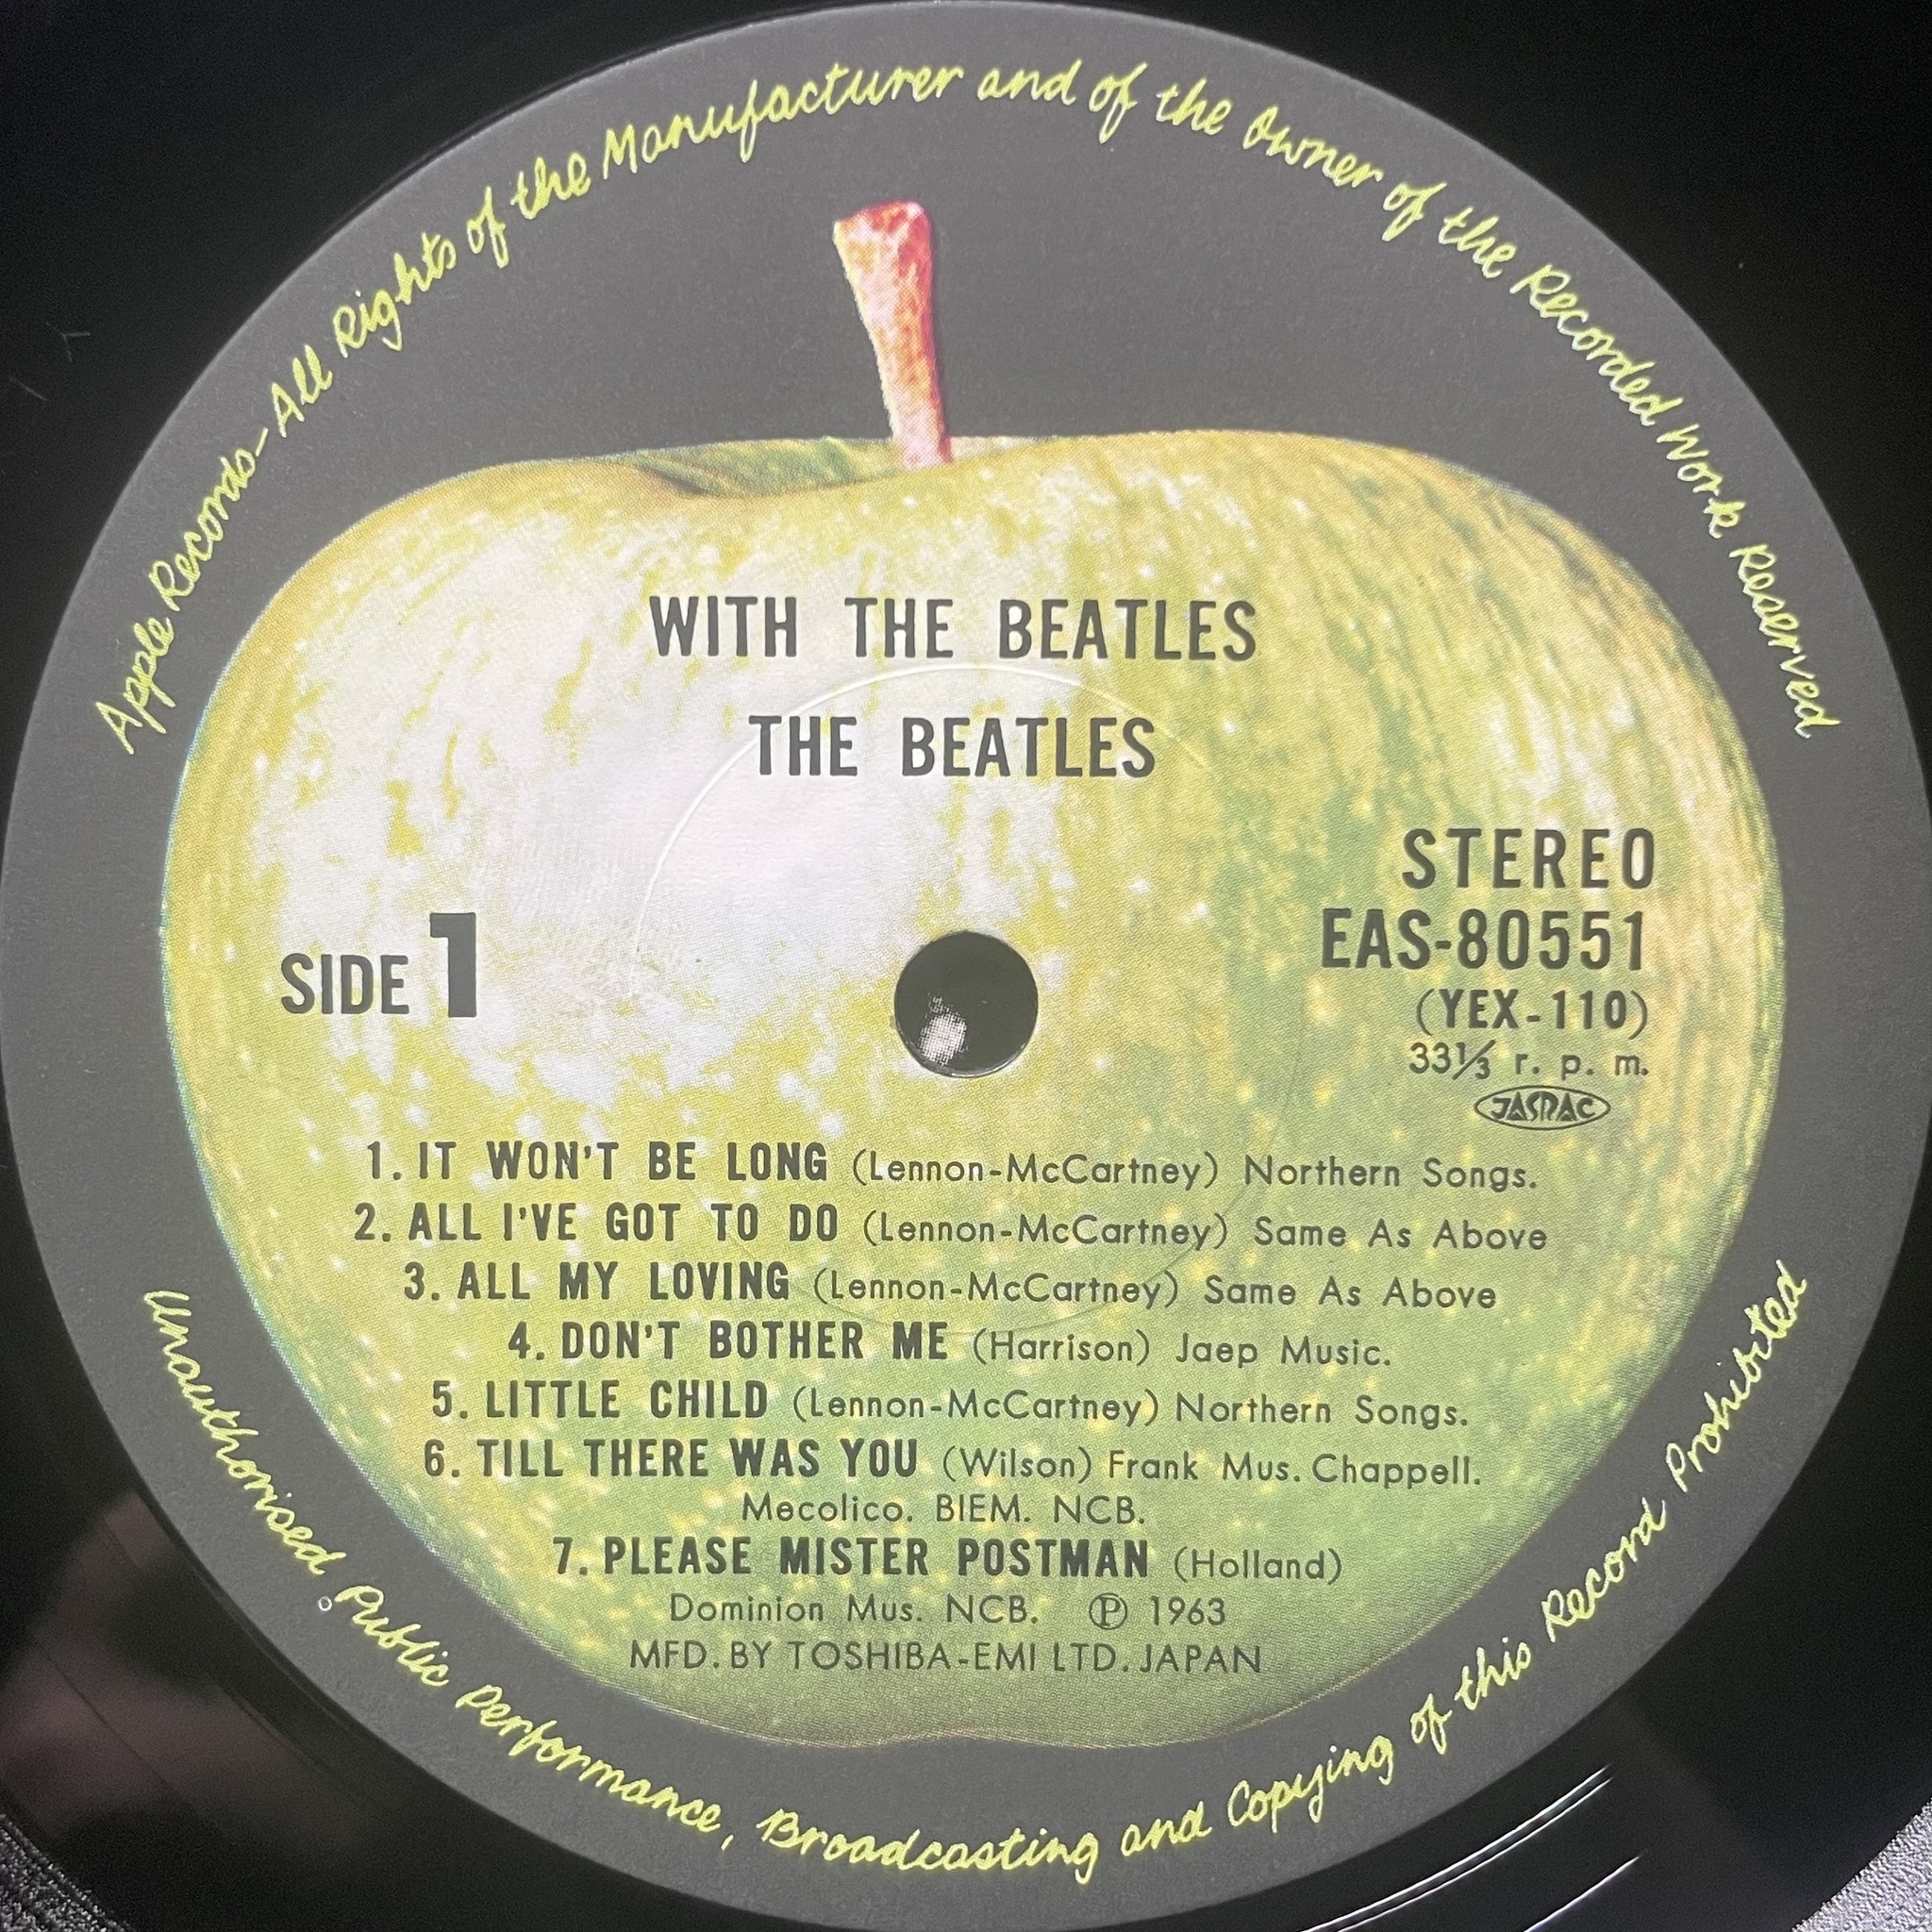 Apple Records-All Rights of the Manufacturer and of the Owner of the Recorded Work Reserved
WITH THE BEATLES
THE BEATLES
STEREO
EAS-80551
SIDE 1
(YEX-110)
33⅓ r. p. m.
JASRAC
1. IT WON'T BE LONG (Lennon-McCartney) Northern Songs.
2. ALL I'VE GOT TO DO (Lennon-McCartney) Same As Above
3. ALL MY LOVING (Lennon-McCartney) Same As Above
4. DON'T BOTHER ME (Harrison) Jaep Music.
5. LITTLE CHILD (Lennon-McCartney) Northern Songs.
6. TILL THERE WAS YOU (Wilson) Frank Mus. Chappell.
Mecolico. BIEM. NCB.
7. PLEASE MISTER POSTMAN (Holland)
Dominion Mus. NCB. ℗ 1963
MFD. BY TOSHIBA-EMI LTD. JAPAN
Unauthorised Public Performance, Broadcasting and Copying of this Record Prohibited